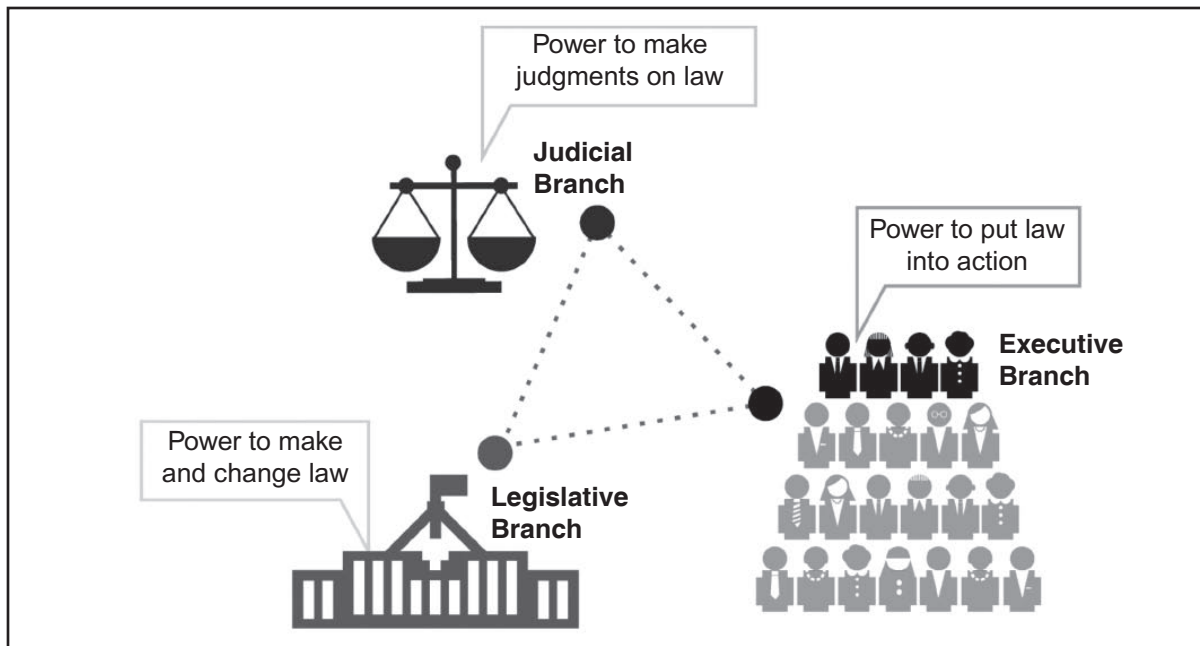 Power to make
judgments on law
Judicial
Branch
Power to put law
into action
Executive
Branch
Power to make
and change law
Legislative
Branch